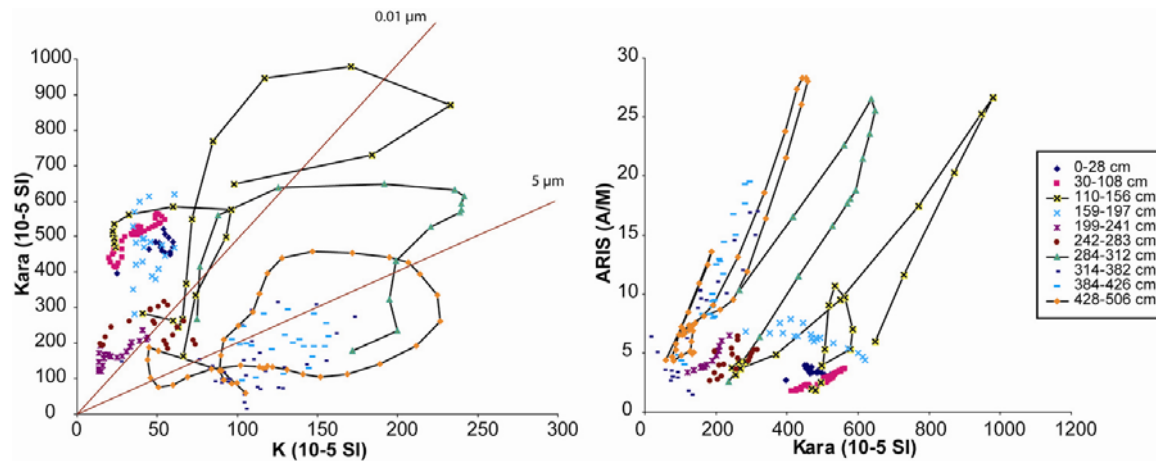 0.01 µm
5 µm
Kara (10-5 SI)
1000
900
800
700
600
500
400
300
200
100
0
0
50
100
150
200
250
300
K (10-5 SI)
ARIS (A/M)
30
25
20
15
10
5
0
0
200
400
600
800
1000
1200
Kara (10-5 SI)
0-28 cm
30-108 cm
110-156 cm
159-197 cm
199-241 cm
242-283 cm
284-312 cm
314-382 cm
384-426 cm
428-506 cm